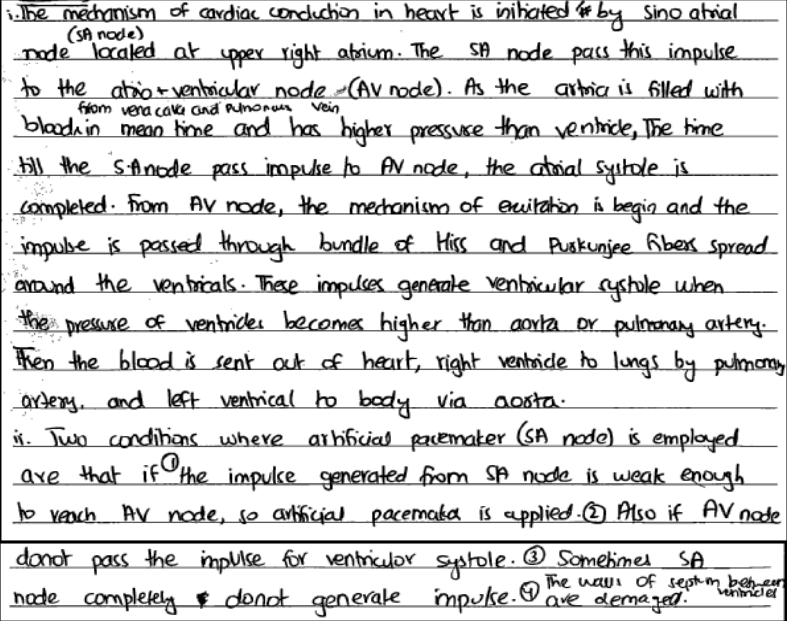 i. The mechanism of cardiac conduction in heart is initiated by Sino atrial
node (SA node) located at upper right atrium. The SA node pass this impulse
to the atrio-ventricular node (AV node). As the artria is filled with
blood from vena cava and pulmonary vein in mean time and has higher pressure than ventricle, The time
till the S.A node pass impulse to AV node, the atrial systole is
completed. From AV node, the mechanism of exuitation is begin and the
impulse is passed through bundle of Hiss and Purkunjee fibers spread
around the ventricals. These impulses generate ventricular systole when
the pressure of ventricles becomes higher than aorta or pulmonary artery.
Then the blood is sent out of heart, right ventricle to lungs by pulmonary
artery. and left ventrical to body via aorta.
ii. Two conditions where artificial pacemaker (SA node) is employed
are that if ① the impulse generated from SA node is weak enough
to reach AV node, so artificial pacemaker is applied. ② Also if AV node
donot pass the impulse for ventricular systole. ③ Sometimes SA
node completely donot generate impulse. ④ The walls of septum between ventricles
are demaged.